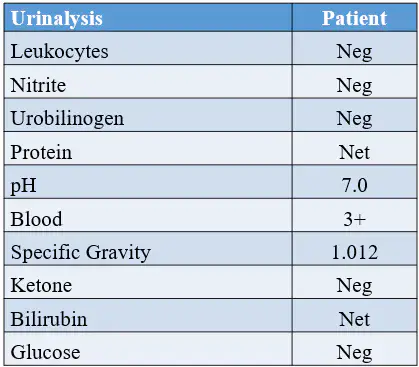 Urinalysis Patient
Leukocytes Neg
Nitrite Neg
Urobilinogen Neg
Protein Net
pH 7.0
Blood 3+
Specific Gravity 1.012
Ketone Neg
Bilirubin Net
Glucose Neg